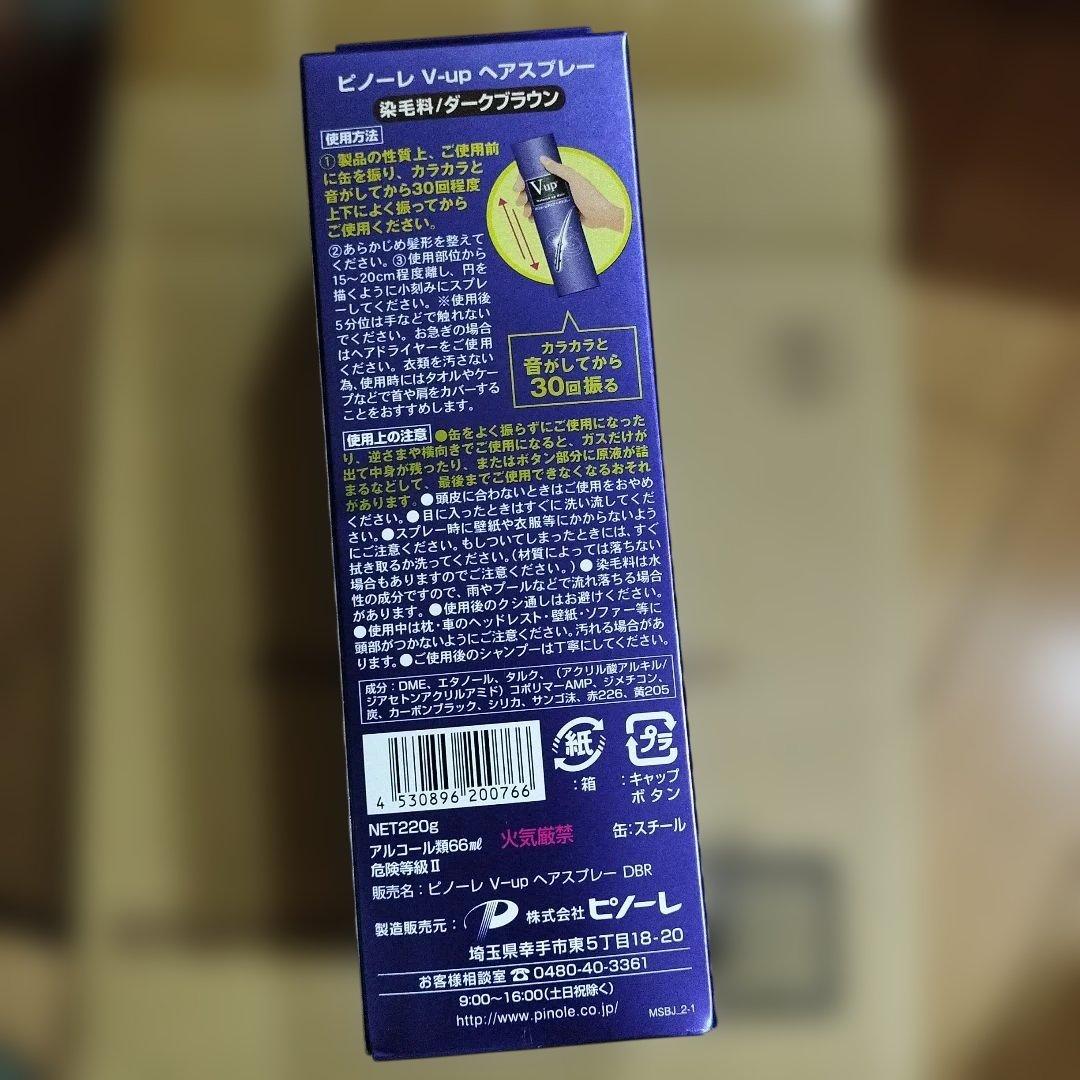 ピノーレ V-up ヘアスプレー
染毛料/ダークブラウン
使用方法
①製品の性質上、ご使用前
に缶を振り、カラカラと
音がしてから30回程度
上下によく振ってから
ご使用ください。
②あらかじめ髪形を整えて
ください。③使用部位から
15〜20cm程度離し、円を
描くように小刻みにスプレ
ーしてください。※使用後
5分位は手などで触れない
でください。お急ぎの場合
はヘアドライヤーをご使用
ください。衣類を汚さない
為、使用時にはタオルやケー
プなどで首や肩をカバーする
ことをおすすめします。
V-up
カラカラと
音がしてから
30回振る
使用上の注意 ●缶をよく振らずにご使用になった
り、逆さまや横向きでご使用になると、ガスだけが
出て中身が残ったり、またはボタン部分に原液が詰
まるなどして、最後までご使用できなくなるおそれ
があります。●頭皮に合わないときはご使用をおやめ
ください。●目に入ったときはすぐに洗い流してくだ
さい。●スプレー時に壁紙や衣服等にかからないよう
にご注意ください。もしついてしまったときには、すぐ
拭き取るか洗ってください。（材質によっては落ちない
場合もありますのでご注意ください。）●染毛料は水
性の成分ですので、雨やプールなどで流れ落ちる場合
があります。●使用後のクシ通しはお避けください。
●使用中は枕・車のヘッドレスト・壁紙・ソファー等に
頭部がつかないようにご注意ください。汚れる場合があ
ります。●ご使用後のシャンプーは丁寧にしてください。
成分：DME、エタノール、タルク、（アクリル酸アルキル/
ジアセトンアクリルアミド）コポリマーAMP、ジメチコン、
炭、カーボンブラック、シリカ、サンゴ末、赤226、黄205
4 530896 200766
紙
：箱
プラ
：キャップ
ボタン
NET220g
アルコール類66㎖
危険等級Ⅱ
火気厳禁
缶：スチール
販売名：ピノーレ V-up ヘアスプレー DBR
製造販売元： 株式会社ピノーレ
埼玉県幸手市東5丁目18-20
お客様相談室☎0480-40-3361
9:00〜16:00（土日祝除く）
http://www.pinole.co.jp/
MSBJ_2-1